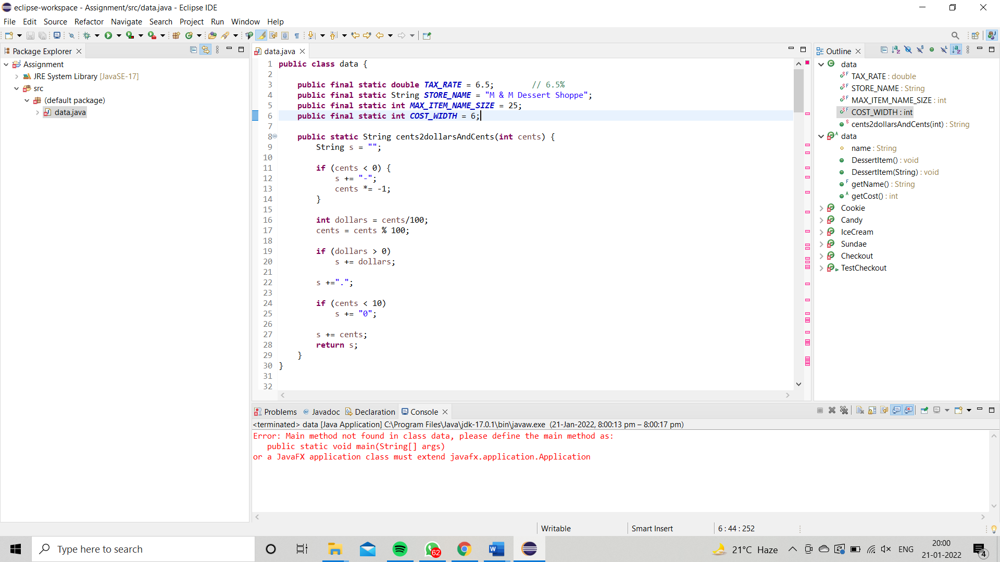 eclipse-workspace - Assignment/src/data.java - Eclipse IDE
File Edit Source Refactor Navigate Search Project Run Window Help
Package Explorer
Assignment
JRE System Library [JavaSE-17]
src
(default package)
data.java
data.java
1 public class data {
2
3 public final static double TAX_RATE = 6.5; // 6.5%
4 public final static String STORE_NAME = "M & M Dessert Shoppe";
5 public final static int MAX_ITEM_NAME_SIZE = 25;
6 public final static int COST_WIDTH = 6;
7
8 public static String cents2dollarsAndCents(int cents) {
9 String s = "";
10
11 if (cents < 0) {
12 s += "-";
13 cents *= -1;
14 }
15
16 int dollars = cents/100;
17 cents = cents % 100;
18
19 if (dollars > 0)
20 s += dollars;
21
22 s +=".";
23
24 if (cents < 10)
25 s += "0";
26
27 s += cents;
28 return s;
29 }
30 }
31
32
Outline
data
TAX_RATE : double
STORE_NAME : String
MAX_ITEM_NAME_SIZE : int
COST_WIDTH : int
cents2dollarsAndCents(int) : String
data
name : String
DessertItem() : void
DessertItem(String) : void
getName() : String
getCost() : int
Cookie
Candy
IceCream
Sundae
Checkout
TestCheckout
Problems @ Javadoc Declaration Console
<terminated> data [Java Application] C:\Program Files\Java\jdk-17.0.1\bin\javaw.exe (21-Jan-2022, 8:00:13 pm – 8:00:17 pm)
Error: Main method not found in class data, please define the main method as:
public static void main(String[] args)
or a JavaFX application class must extend javafx.application.Application
Writable Smart Insert 6 : 44 : 252
Type here to search
62
21°C Haze
ENG
20:00
21-01-2022
4